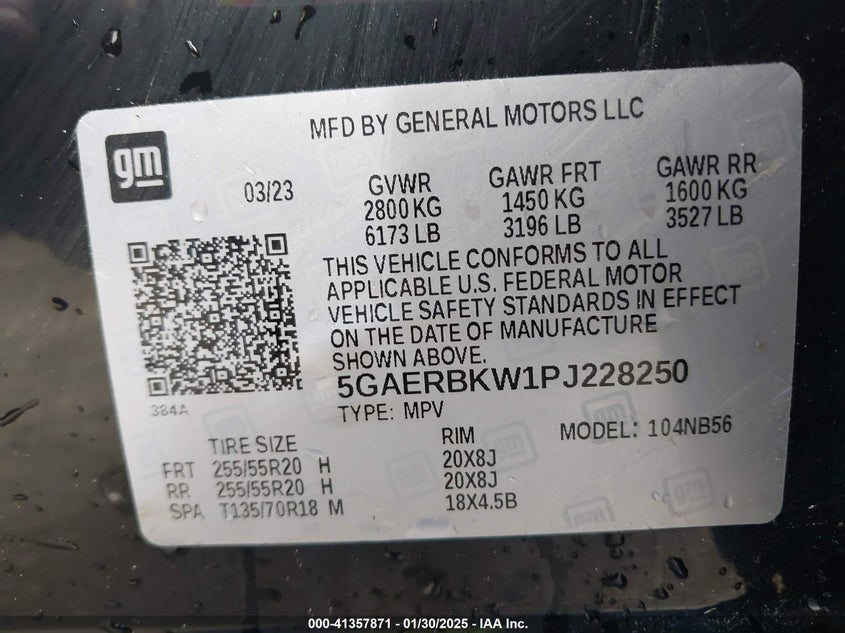 gm
MFD BY GENERAL MOTORS LLC
03/23
GVWR
2800 KG
6173 LB
GAWR FRT
1450 KG
3196 LB
GAWR RR
1600 KG
3527 LB
THIS VEHICLE CONFORMS TO ALL
APPLICABLE U.S. FEDERAL MOTOR
VEHICLE SAFETY STANDARDS IN EFFECT
ON THE DATE OF MANUFACTURE
SHOWN ABOVE.
384A
5GAERBKW1PJ228250
TYPE: MPV
MODEL: 104NB56
TIRE SIZE RIM
FRT 255/55R20 H 20X8J
RR 255/55R20 H 20X8J
SPA T135/70R18 M 18X4.5B
000-41357871 / 01/30/2025 - IAA Inc.